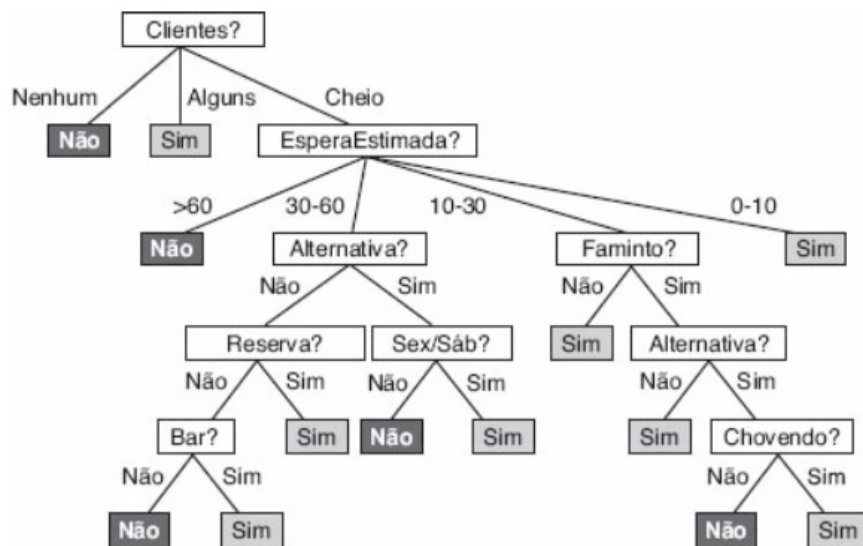 Clientes?
Nenhum Alguns Cheio
Não Sim EsperaEstimada?
>60 30-60 10-30 0-10
Não Alternativa? Faminto? Sim
Não Sim Não Sim
Reserva? Sex/Sáb? Sim Alternativa?
Não Sim Não Sim Não Sim
Bar? Sim Não Sim Sim Chovendo?
Não Sim Não Sim
Não Sim Não Sim